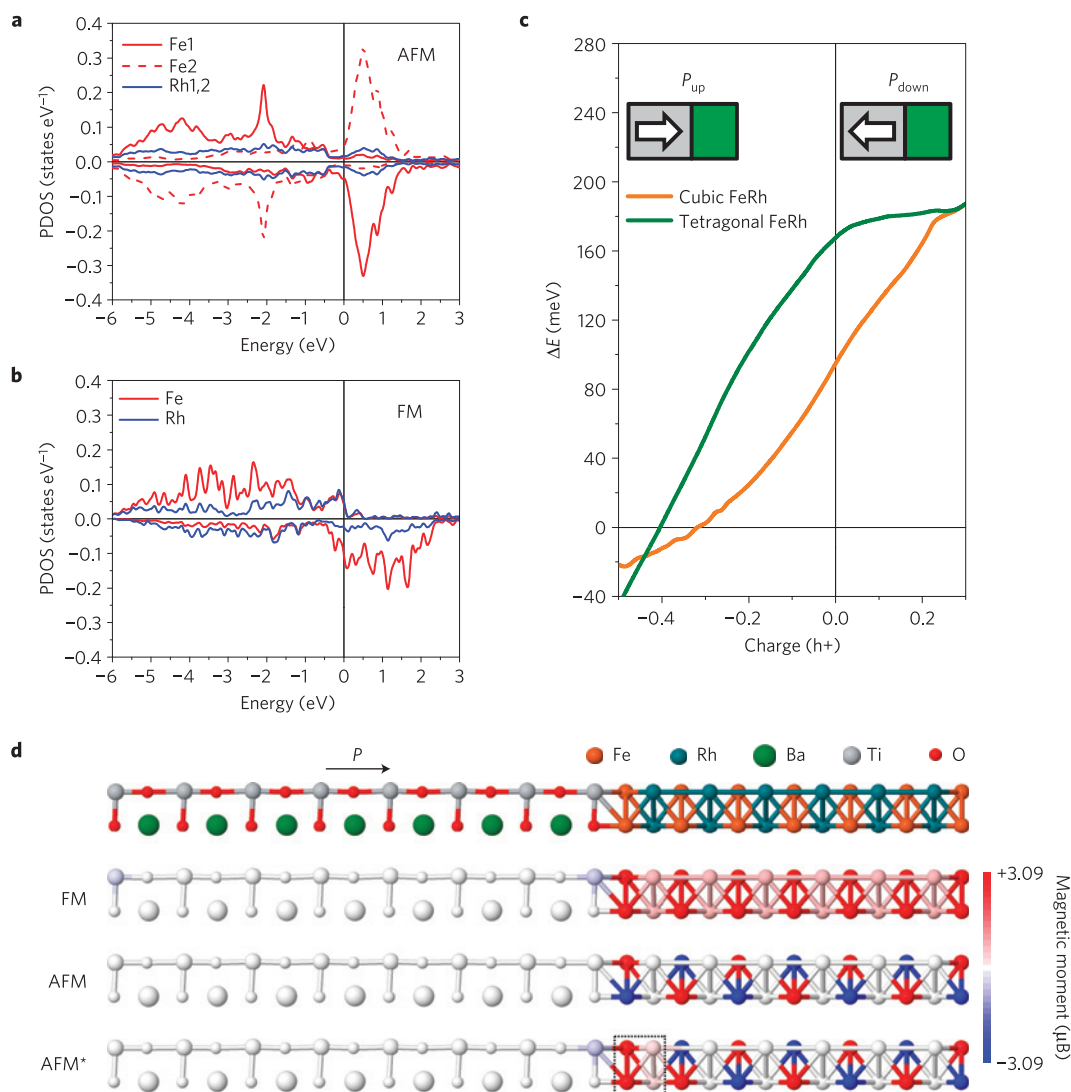 a
0.4
0.3
0.2
0.1
0.0
−0.1
−0.2
−0.3
−0.4
PDOS (states eV−1)
Fe1
Fe2
Rh1,2
AFM
−6 −5 −4 −3 −2 −1 0 1 2 3
Energy (eV)
b
0.4
0.3
0.2
0.1
0.0
−0.1
−0.2
−0.3
−0.4
PDOS (states eV−1)
Fe
Rh
FM
−6 −5 −4 −3 −2 −1 0 1 2 3
Energy (eV)
c
280
240
200
160
120
80
40
0
−40
ΔE (meV)
Pup
Pdown
Cubic FeRh
Tetragonal FeRh
−0.4 −0.2 0.0 0.2
Charge (h+)
d
P
Fe Rh Ba Ti O
FM
AFM
AFM*
+3.09
−3.09
Magnetic moment (μB)